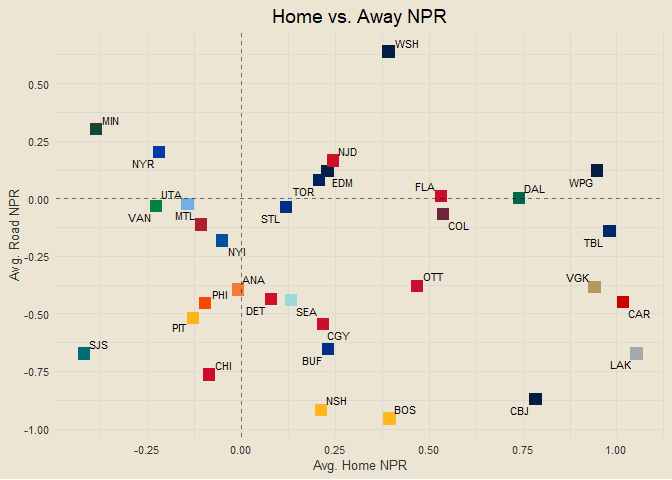 Home vs. Away NPR
WSH
0.50
MIN
0.25
NYR
NJD
EDM
TOR
WPG
UTA
FLA
DAL
0.00
VAN
MTL
STL
COL
TBL
NYI
Avg. Road NPR
-0.25
ANA
OTT
VGK
PHI
DET
SEA
CAR
-0.50
PIT
CGY
SJS
BUF
LAK
CHI
-0.75
NSH
BOS
CBJ
-1.00
-0.25
0.00
0.25
0.50
0.75
1.00
Avg. Home NPR